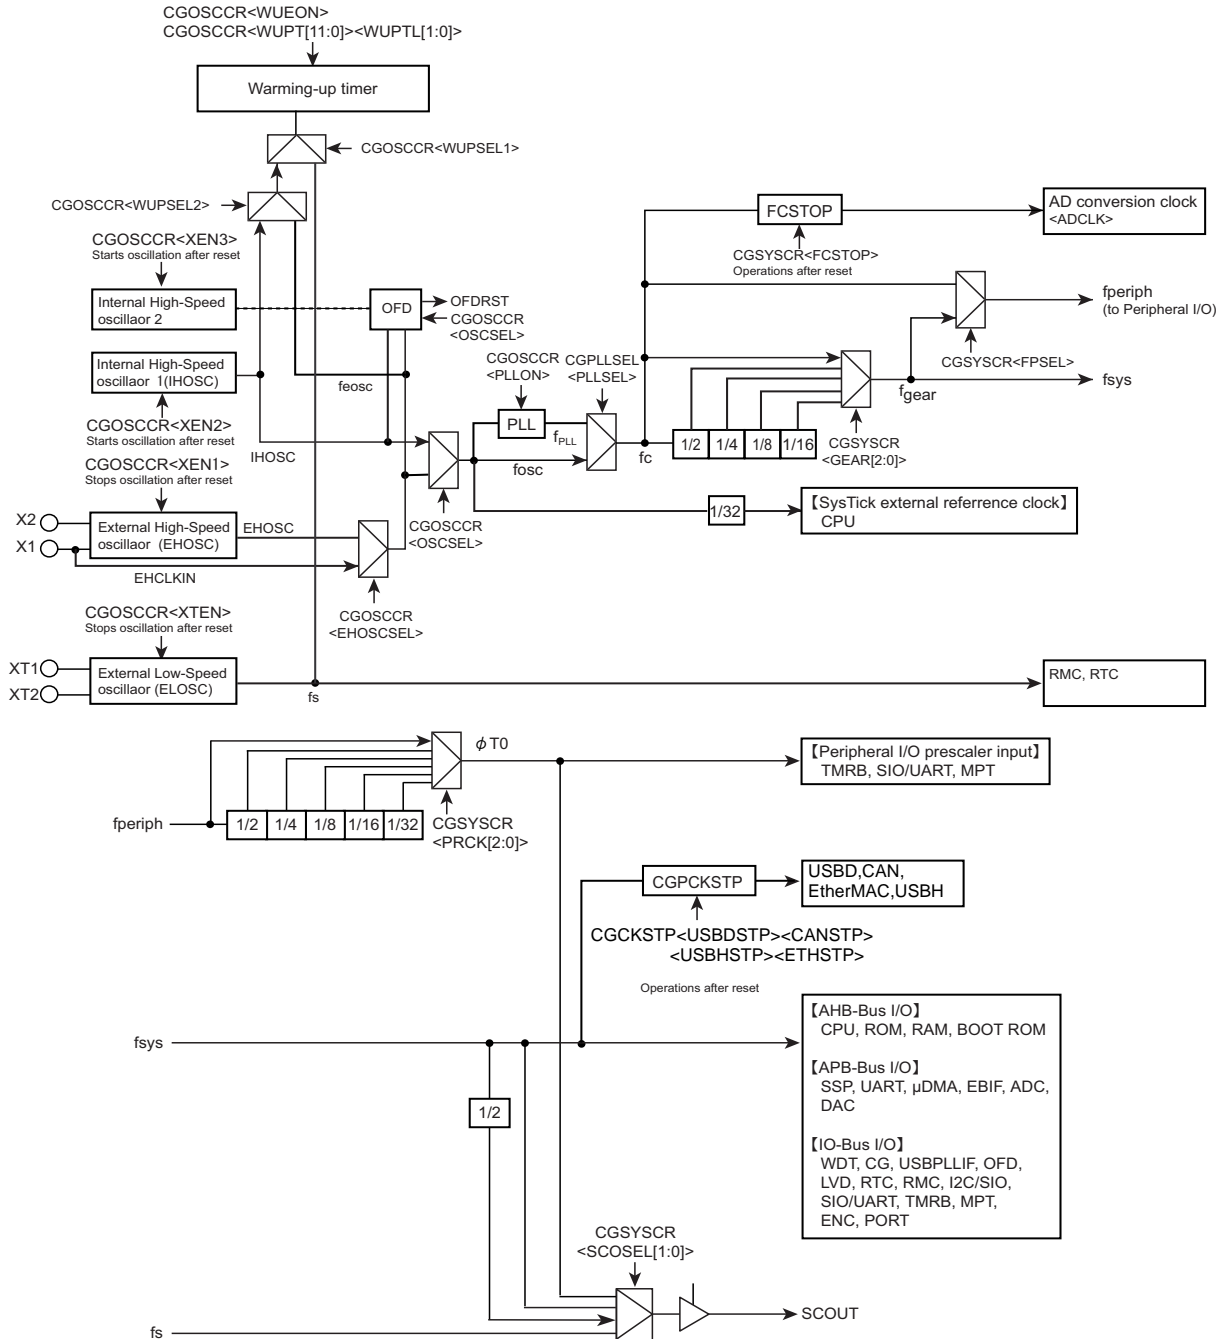 CGOSCCR<WUEON>
CGOSCCR<WUPT[11:0]><WUPTL[1:0]>
Warming-up timer
CGOSCCR<WUPSEL1>
CGOSCCR<WUPSEL2>
FCSTOP
AD conversion clock
<ADCLK>
CGOSCCR<XEN3>
Starts oscillation after reset
CGSYSCR<FCSTOP>
Operations after reset
Internal High-Speed
oscillaor 2
OFD
OFDRST
CGOSCCR
<OSCSEL>
fperiph
(to Peripheral I/O)
Internal High-Speed
oscillaor 1(IHOSC)
feosc
CGOSCCR
<PLLON>
CGPLLSEL
<PLLSEL>
CGSYSCR<FPSEL>
fsys
fgear
CGOSCCR<XEN2>
Starts oscillation after reset
PLL
fPLL
IHOSC
fosc
fc
1/2
1/4
1/8
1/16
CGSYSCR
<GEAR[2:0]>
CGOSCCR<XEN1>
Stops oscillation after reset
X2
X1
External High-Speed
oscillaor (EHOSC)
EHOSC
CGOSCCR
<OSCSEL>
1/32
【SysTick external referrence clock】
CPU
EHCLKIN
CGOSCCR
<EHOSCSEL>
CGOSCCR<XTEN>
Stops oscillation after reset
XT1
XT2
External Low-Speed
oscillaor (ELOSC)
fs
RMC, RTC
ϕT0
【Peripheral I/O prescaler input】
TMRB, SIO/UART, MPT
fperiph
1/2
1/4
1/8
1/16
1/32
CGSYSCR
<PRCK[2:0]>
CGPCKSTP
USBD,CAN,
EtherMAC,USBH
CGCKSTP<USBDSTP><CANSTP>
<USBHSTP><ETHSTP>
Operations after reset
fsys
1/2
【AHB-Bus I/O】
CPU, ROM, RAM, BOOT ROM
【APB-Bus I/O】
SSP, UART, µDMA, EBIF, ADC,
DAC
【IO-Bus I/O】
WDT, CG, USBPLLIF, OFD,
LVD, RTC, RMC, I2C/SIO,
SIO/UART, TMRB, MPT,
ENC, PORT
CGSYSCR
<SCOSEL[1:0]>
SCOUT
fs